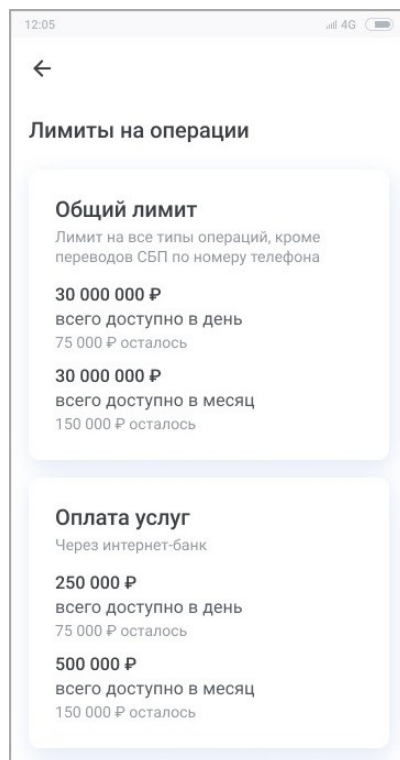 12:05
4G
Лимиты на операции
Общий лимит
Лимит на все типы операций, кроме
переводов СБП по номеру телефона
30 000 000 ₽
всего доступно в день
75 000 ₽ осталось
30 000 000 ₽
всего доступно в месяц
150 000 ₽ осталось
Оплата услуг
Через интернет-банк
250 000 ₽
всего доступно в день
75 000 ₽ осталось
500 000 ₽
всего доступно в месяц
150 000 ₽ осталось